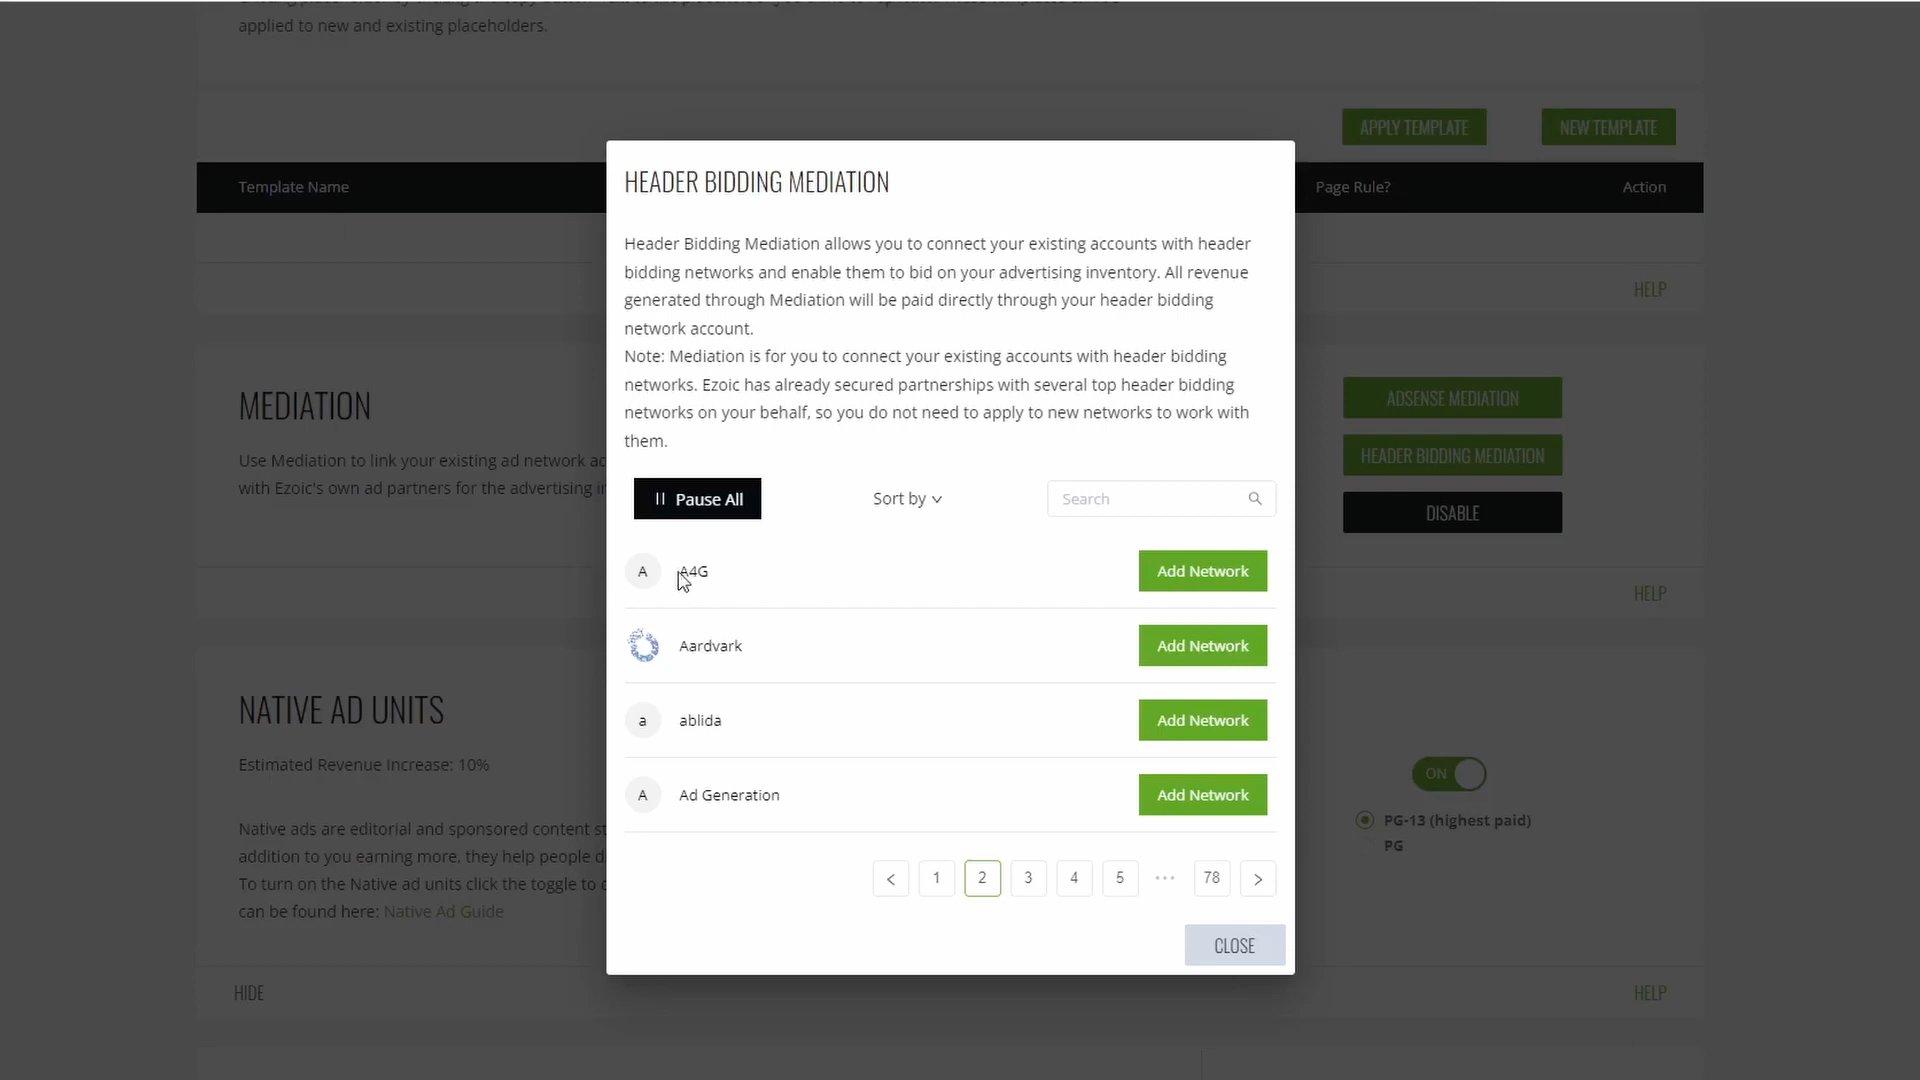 applied to new and existing placeholders.
APPLY TEMPLATE
NEW TEMPLATE
Template Name
Page Rule?
Action
HELP
HEADER BIDDING MEDIATION
Header Bidding Mediation allows you to connect your existing accounts with header
bidding networks and enable them to bid on your advertising inventory. All revenue
generated through Mediation will be paid directly through your header bidding
network account.
Note: Mediation is for you to connect your existing accounts with header bidding
networks. Ezoic has already secured partnerships with several top header bidding
networks on your behalf, so you do not need to apply to new networks to work with
them.
Pause All
Sort by
Search
A A4G Add Network
Aardvark Add Network
a ablida Add Network
A Ad Generation Add Network
< 1 2 3 4 5 ••• 78 >
CLOSE
MEDIATION
Use Mediation to link your existing ad network
with Ezoic's own ad partners for the advertising
ADSENSE MEDIATION
HEADER BIDDING MEDIATION
DISABLE
HELP
NATIVE AD UNITS
Estimated Revenue Increase: 10%
Native ads are editorial and sponsored content
addition to you earning more, they help people
To turn on the Native ad units click the toggle to
can be found here: Native Ad Guide
ON
PG-13 (highest paid)
PG
HIDE
HELP